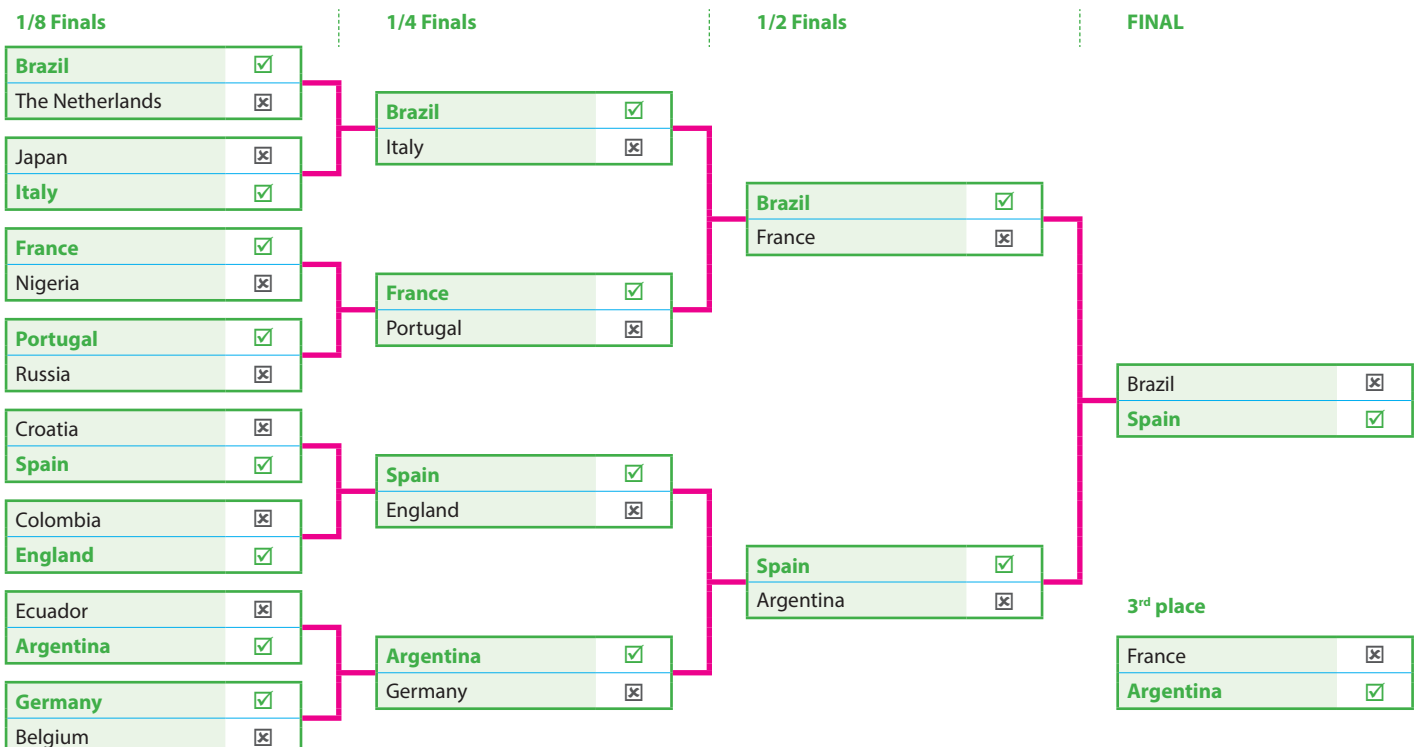 1/8 Finals
1/4 Finals
1/2 Finals
FINAL
Brazil
The Netherlands
Japan
Italy
France
Nigeria
Portugal
Russia
Croatia
Spain
Colombia
England
Ecuador
Argentina
Germany
Belgium
Brazil
Italy
France
Portugal
Spain
England
Argentina
Germany
Brazil
France
Spain
Argentina
Brazil
Spain
3rd place
France
Argentina